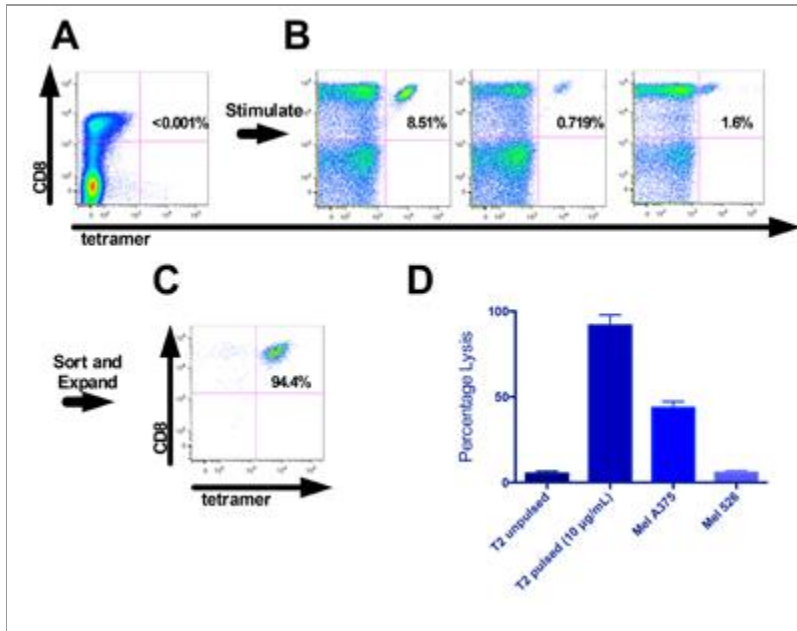 A
B
CD8
<0.001%
Stimulate
8.51%
0.719%
1.6%
tetramer
C
D
Sort and
Expand
CD8
94.4%
tetramer
Percentage Lysis
100
50
0
T2 unpulsed
T2 pulsed (10 µg/mL)
Mel A375
Mel 526